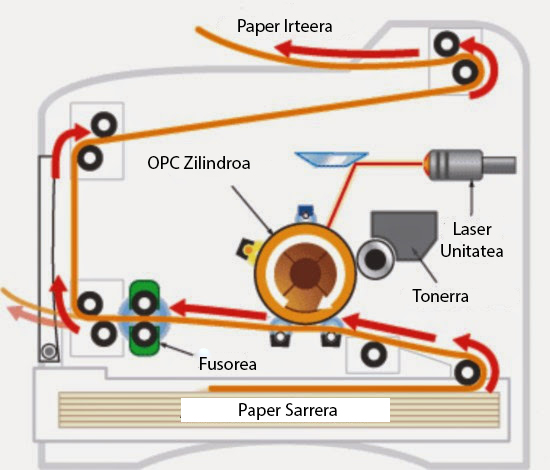 Paper Irteera
OPC Zilindroa
Laser
Unitatea
Tonerra
Fusorea
Paper Sarrera